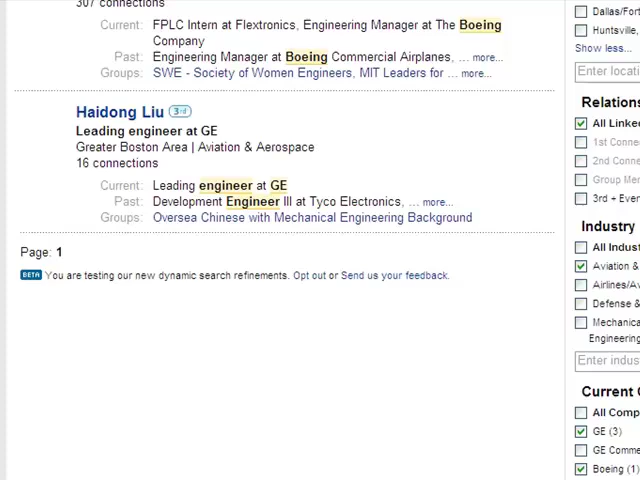 307 connections
Current: FPLC Intern at Flextronics, Engineering Manager at The Boeing
Company
Past: Engineering Manager at Boeing Commercial Airplanes, ... more...
Groups: SWE - Society of Women Engineers, MIT Leaders for ... more...
Haidong Liu 3rd
Leading engineer at GE
Greater Boston Area | Aviation & Aerospace
16 connections
Current: Leading engineer at GE
Past: Development Engineer III at Tyco Electronics, ... more...
Groups: Oversea Chinese with Mechanical Engineering Background
Page: 1
BETA You are testing our new dynamic search refinements. Opt out or Send us your feedback.
Dallas/Fort
Huntsville,
Show less...
Enter locati
Relations
All Linke
1st Conne
2nd Conne
Group Mem
3rd + Ever
Industry
All Indust
Aviation &
Airlines/Av
Defense &
Mechanica
Engineering
Enter indus
Current C
All Comp
GE (3)
GE Comme
Boeing (1)